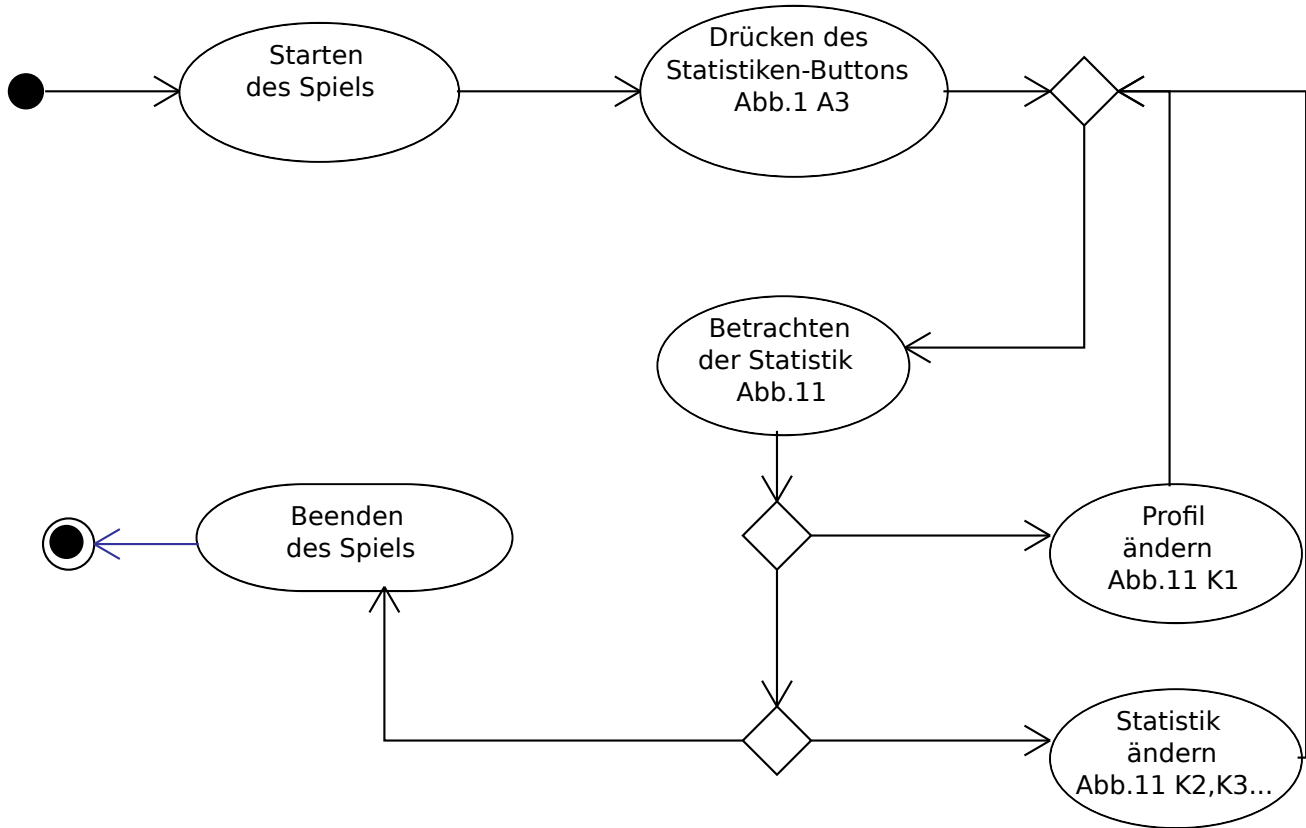 Starten
des Spiels
Drücken des
Statistiken-Buttons
Abb.1 A3
Betrachten
der Statistik
Abb.11
Beenden
des Spiels
Profil
ändern
Abb.11 K1
Statistik
ändern
Abb.11 K2,K3...